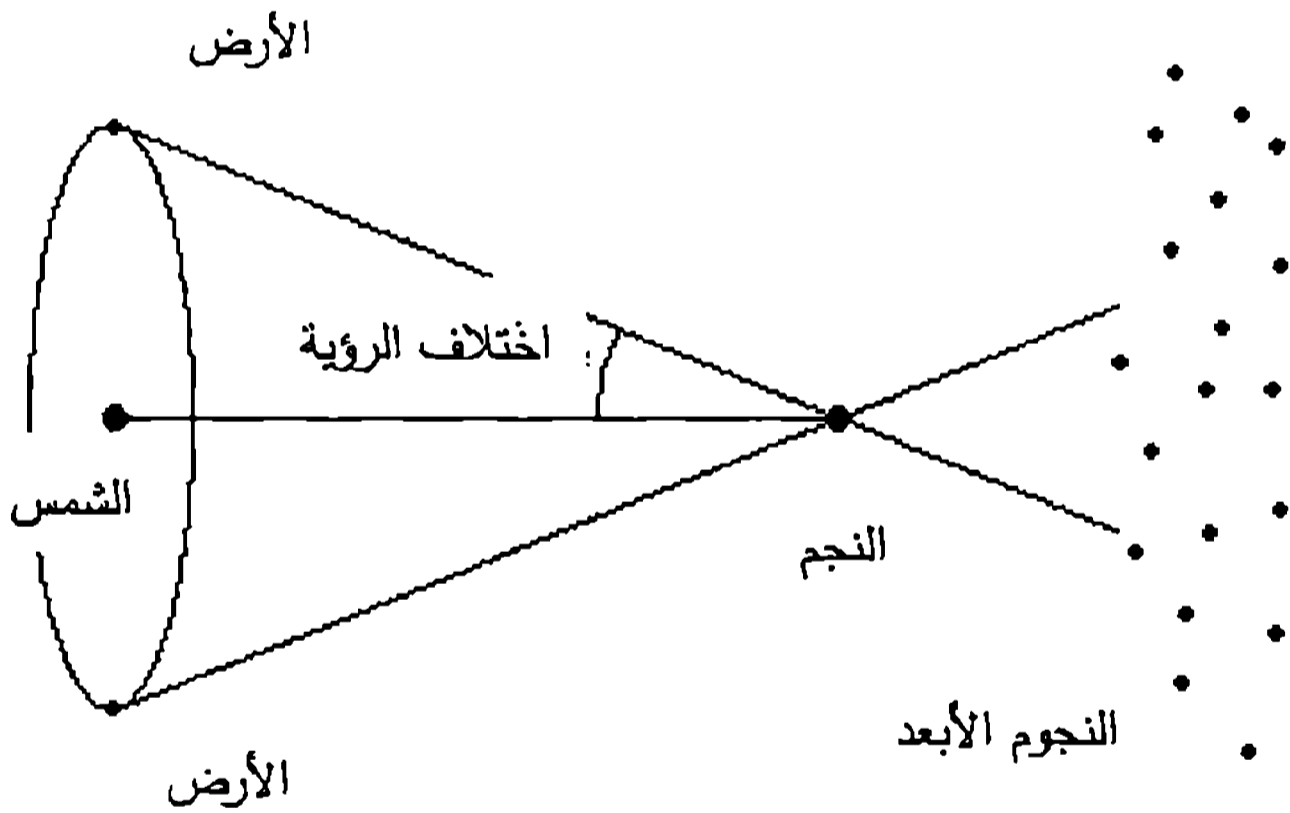 الأرض
اختلاف الرؤية
الشمس
النجم
النجوم الأبعد
الأرض